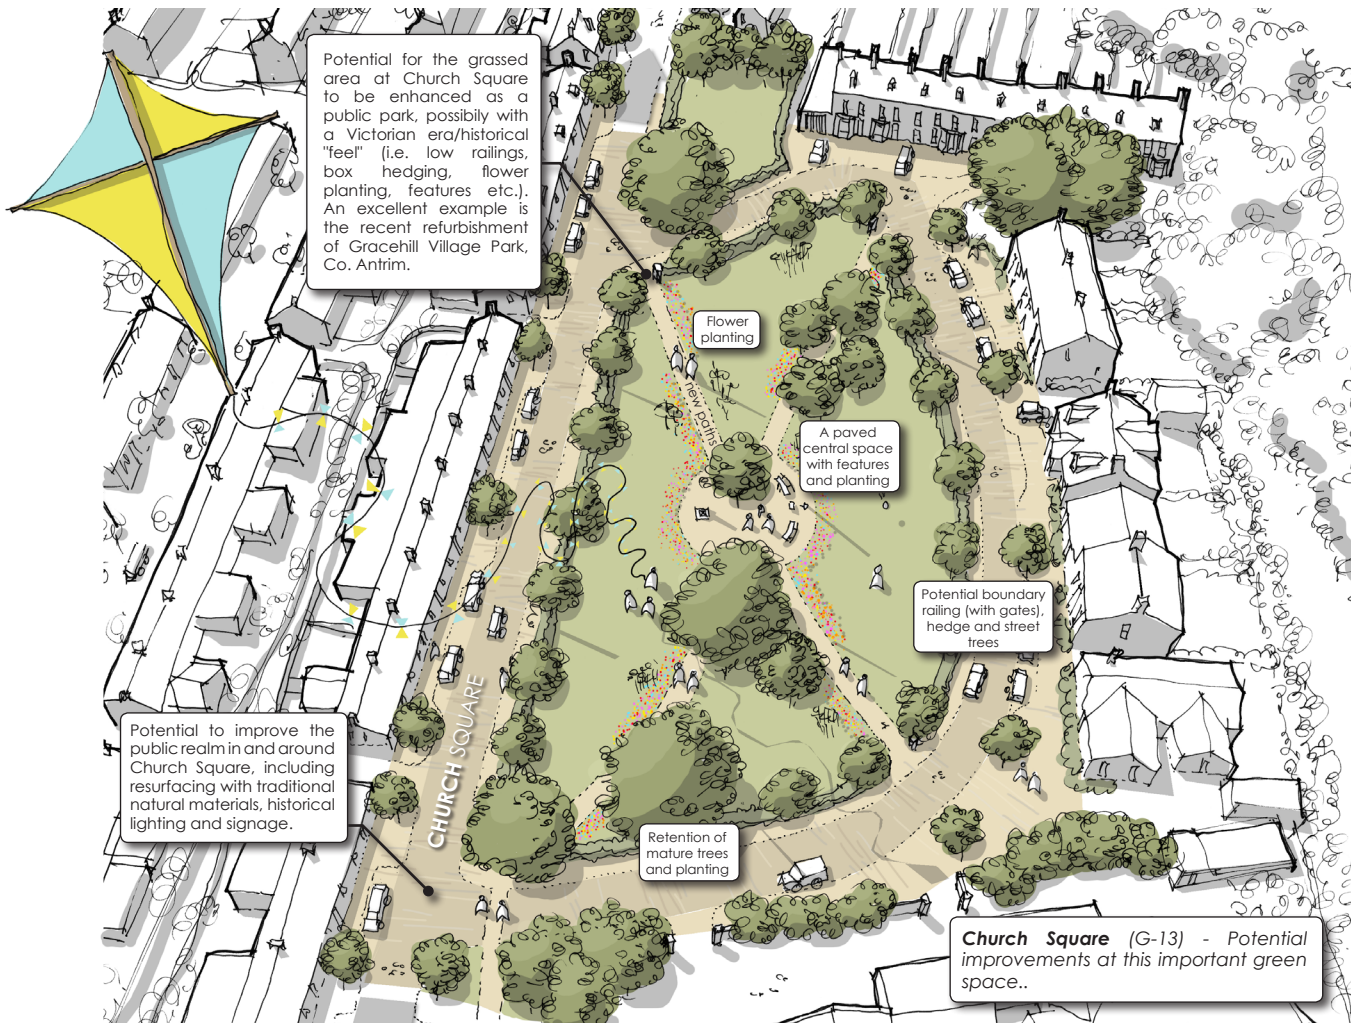 Potential for the grassed
area at Church Square
to be enhanced as a
public park, possibily with
a Victorian era/historical
"feel" (i.e. low railings,
box hedging, flower
planting, features etc.).
An excellent example is
the recent refurbishment
of Gracehill Village Park,
Co. Antrim.
Flower
planting
new paths
A paved
central space
with features
and planting
Potential boundary
railing (with gates),
hedge and street
trees
CHURCH SQUARE
Potential to improve the
public realm in and around
Church Square, including
resurfacing with traditional
natural materials, historical
lighting and signage.
Retention of
mature trees
and planting
Church Square (G-13) - Potential
improvements at this important green
space..